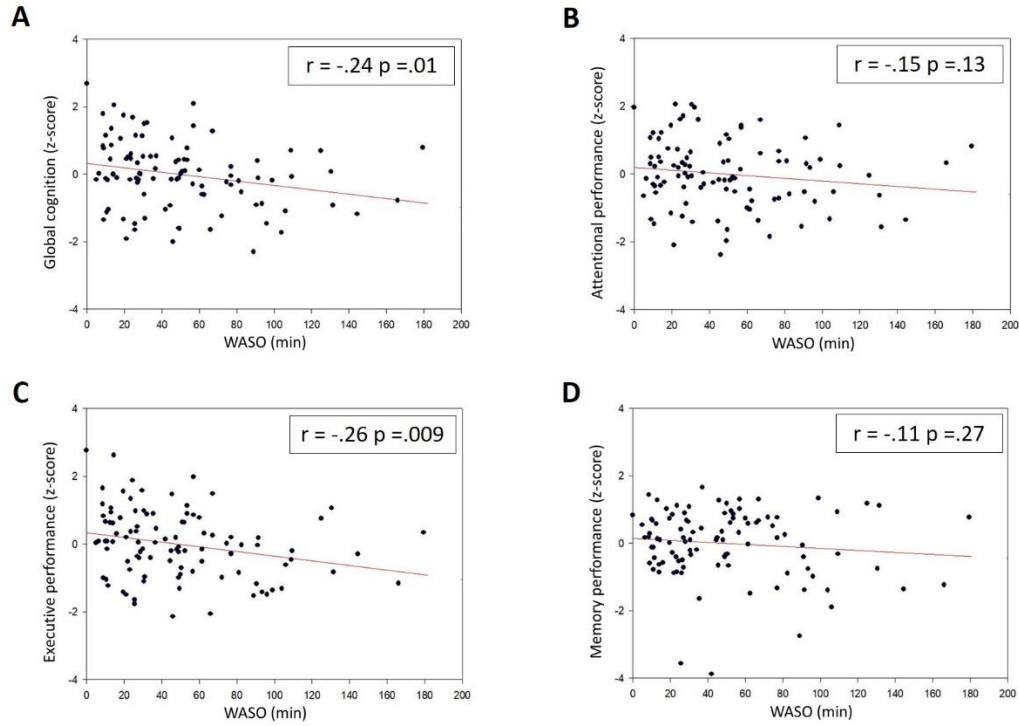 A
r = -.24 p =.01
Global cognition (z-score)
4
2
0
-2
-4
0 20 40 60 80 100 120 140 160 180 200
WASO (min)
B
r = -.15 p =.13
Attentional performance (z-score)
4
2
0
-2
-4
0 20 40 60 80 100 120 140 160 180 200
WASO (min)
C
r = -.26 p =.009
Executive performance (z-score)
4
2
0
-2
-4
0 20 40 60 80 100 120 140 160 180 200
WASO (min)
D
r = -.11 p =.27
Memory performance (z-score)
4
2
0
-2
-4
0 20 40 60 80 100 120 140 160 180 200
WASO (min)